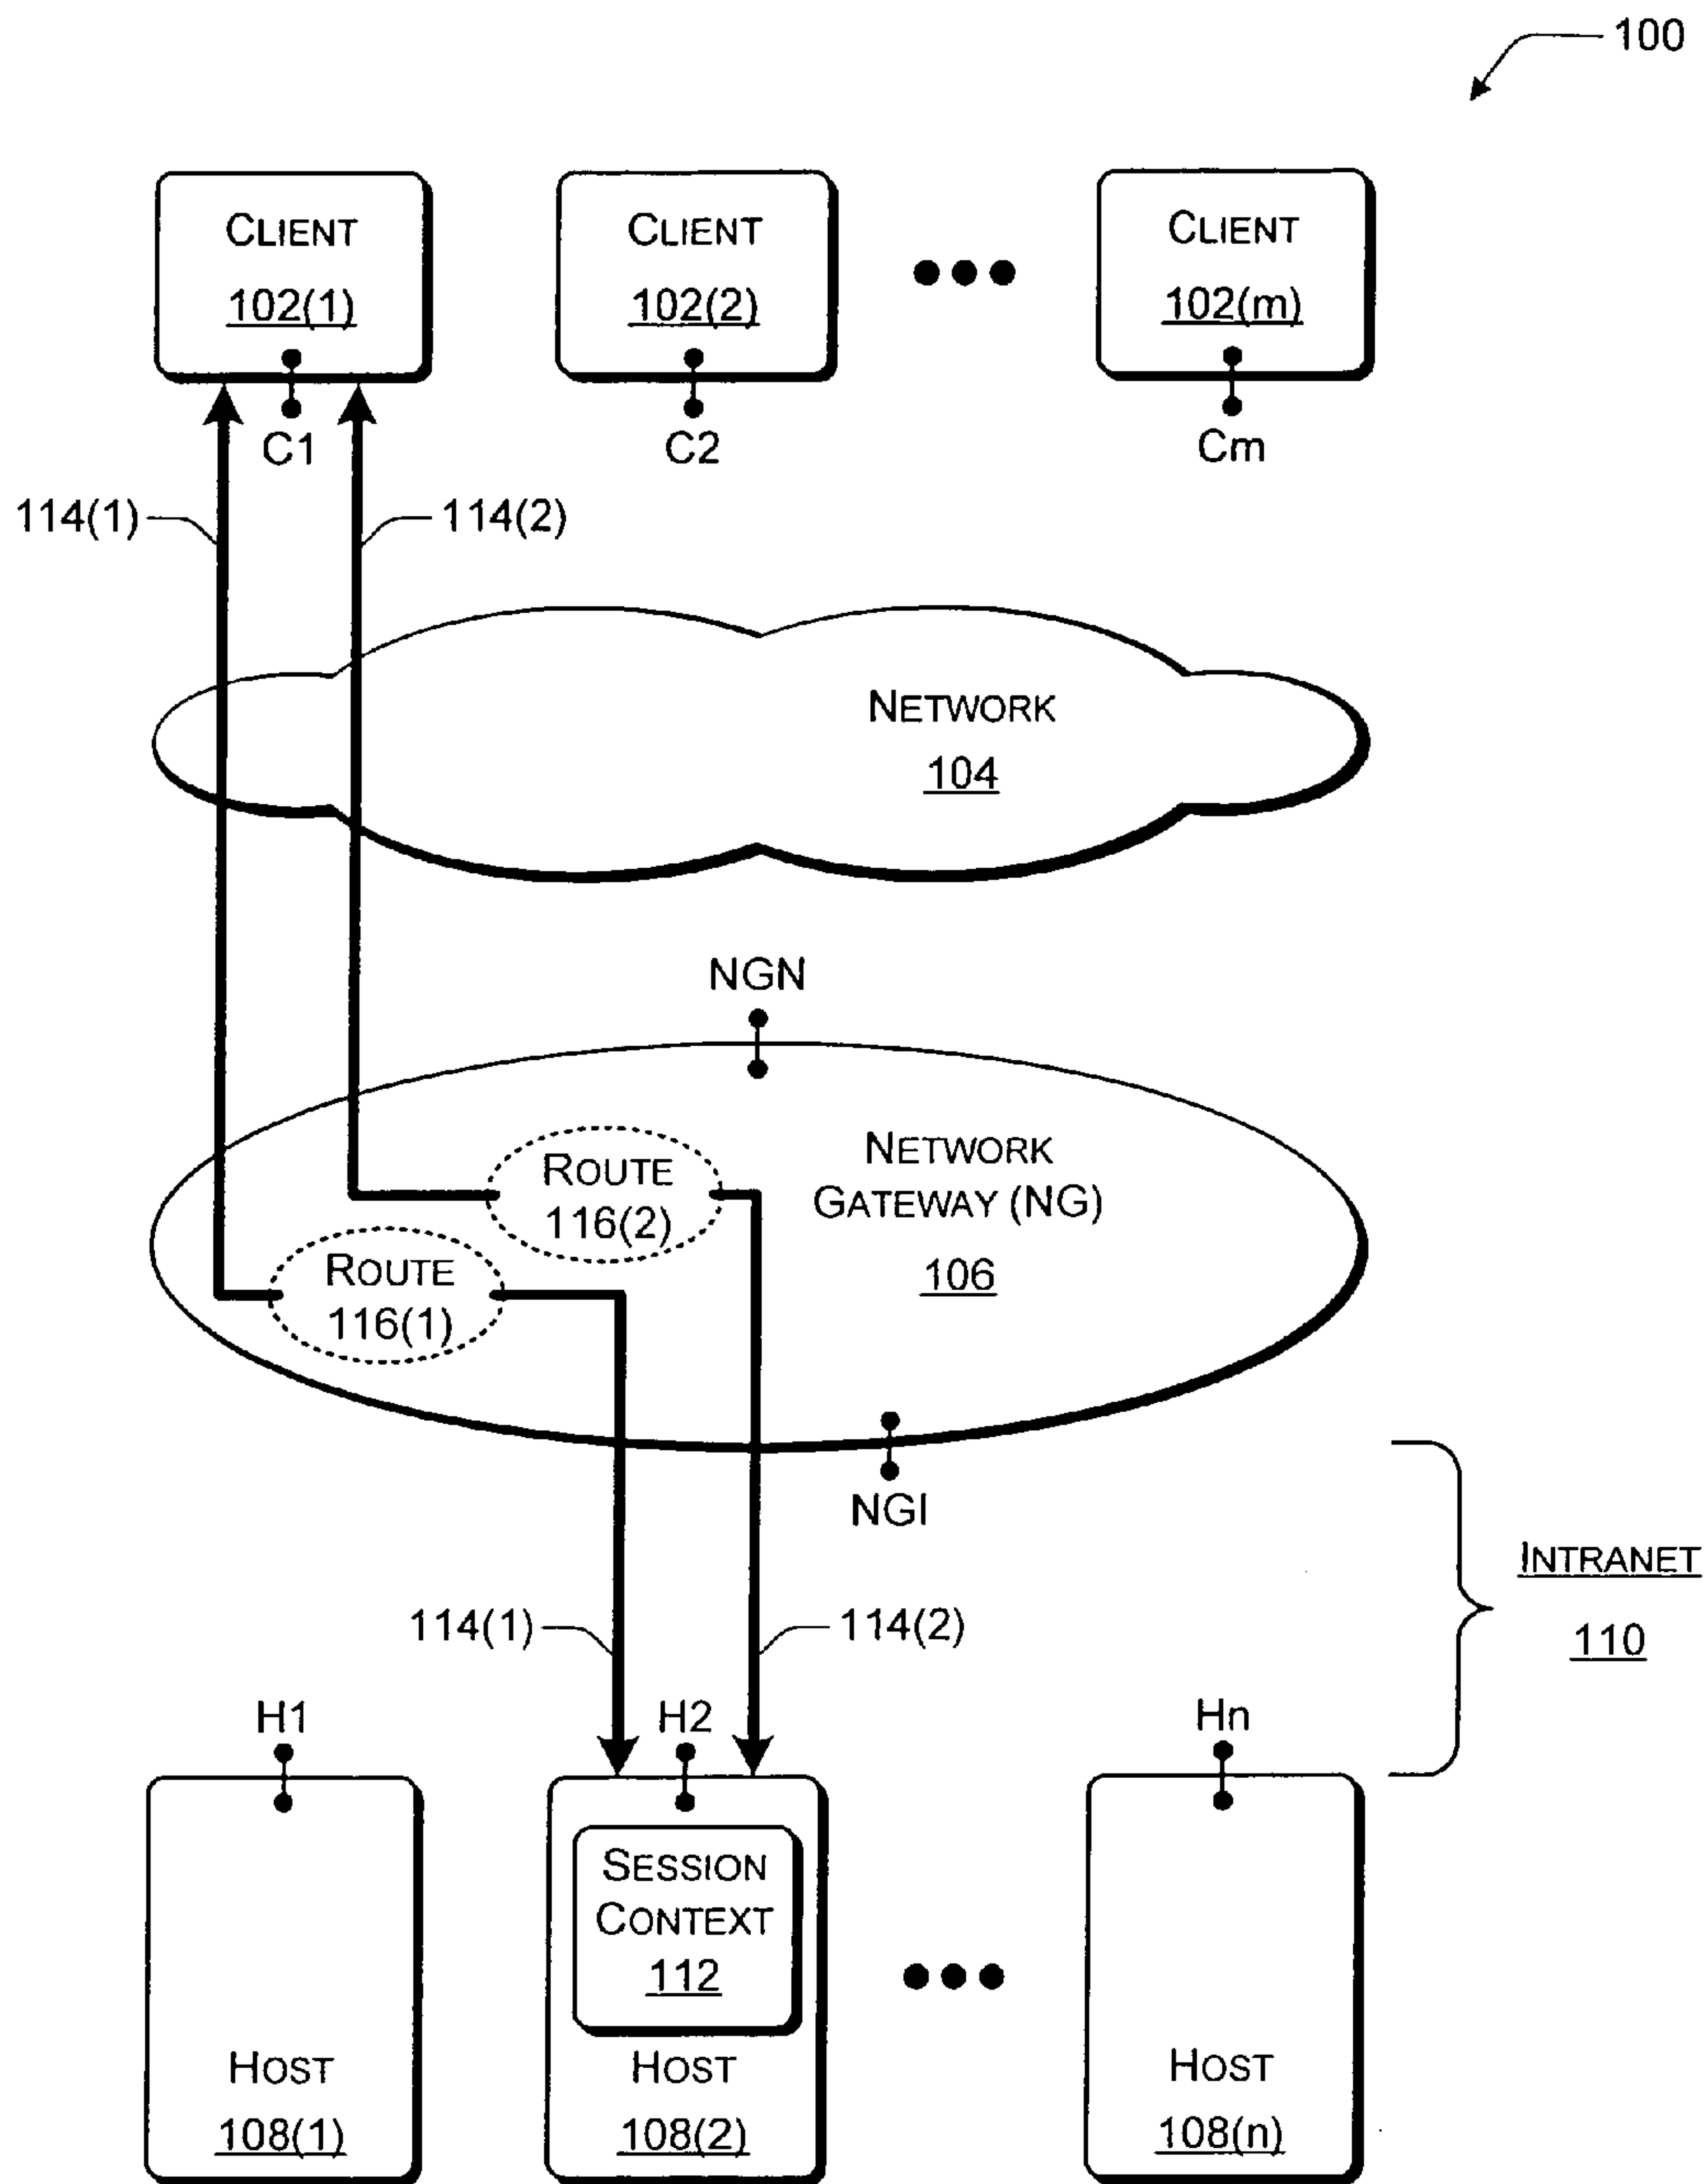 100
CLIENT
102(1)
CLIENT
102(2)
CLIENT
102(m)
C1
C2
Cm
114(1)
114(2)
NETWORK
104
NGN
NETWORK
GATEWAY (NG)
106
ROUTE
116(2)
ROUTE
116(1)
NGI
INTRANET
110
114(1)
114(2)
H1
H2
Hn
SESSION
CONTEXT
112
HOST
108(1)
HOST
108(2)
HOST
108(n)